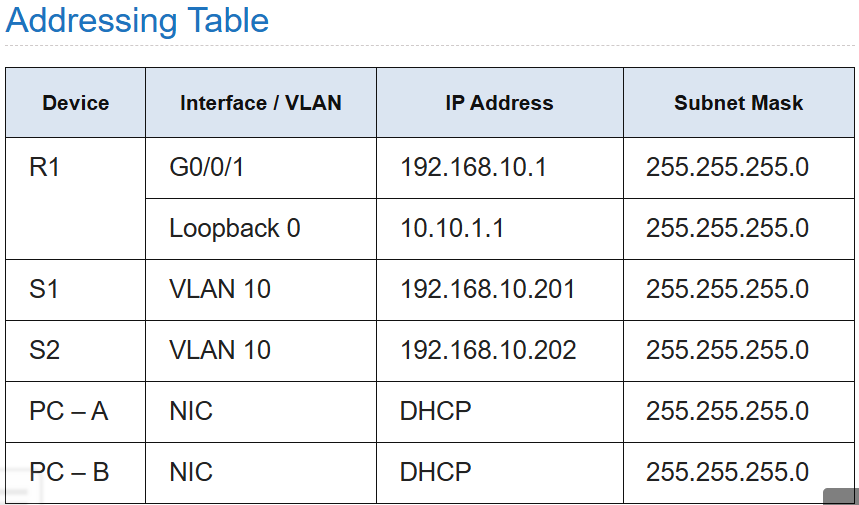 Addressing Table
Device Interface / VLAN IP Address Subnet Mask
R1 G0/0/1 192.168.10.1 255.255.255.0
Loopback 0 10.10.1.1 255.255.255.0
S1 VLAN 10 192.168.10.201 255.255.255.0
S2 VLAN 10 192.168.10.202 255.255.255.0
PC – A NIC DHCP 255.255.255.0
PC – B NIC DHCP 255.255.255.0